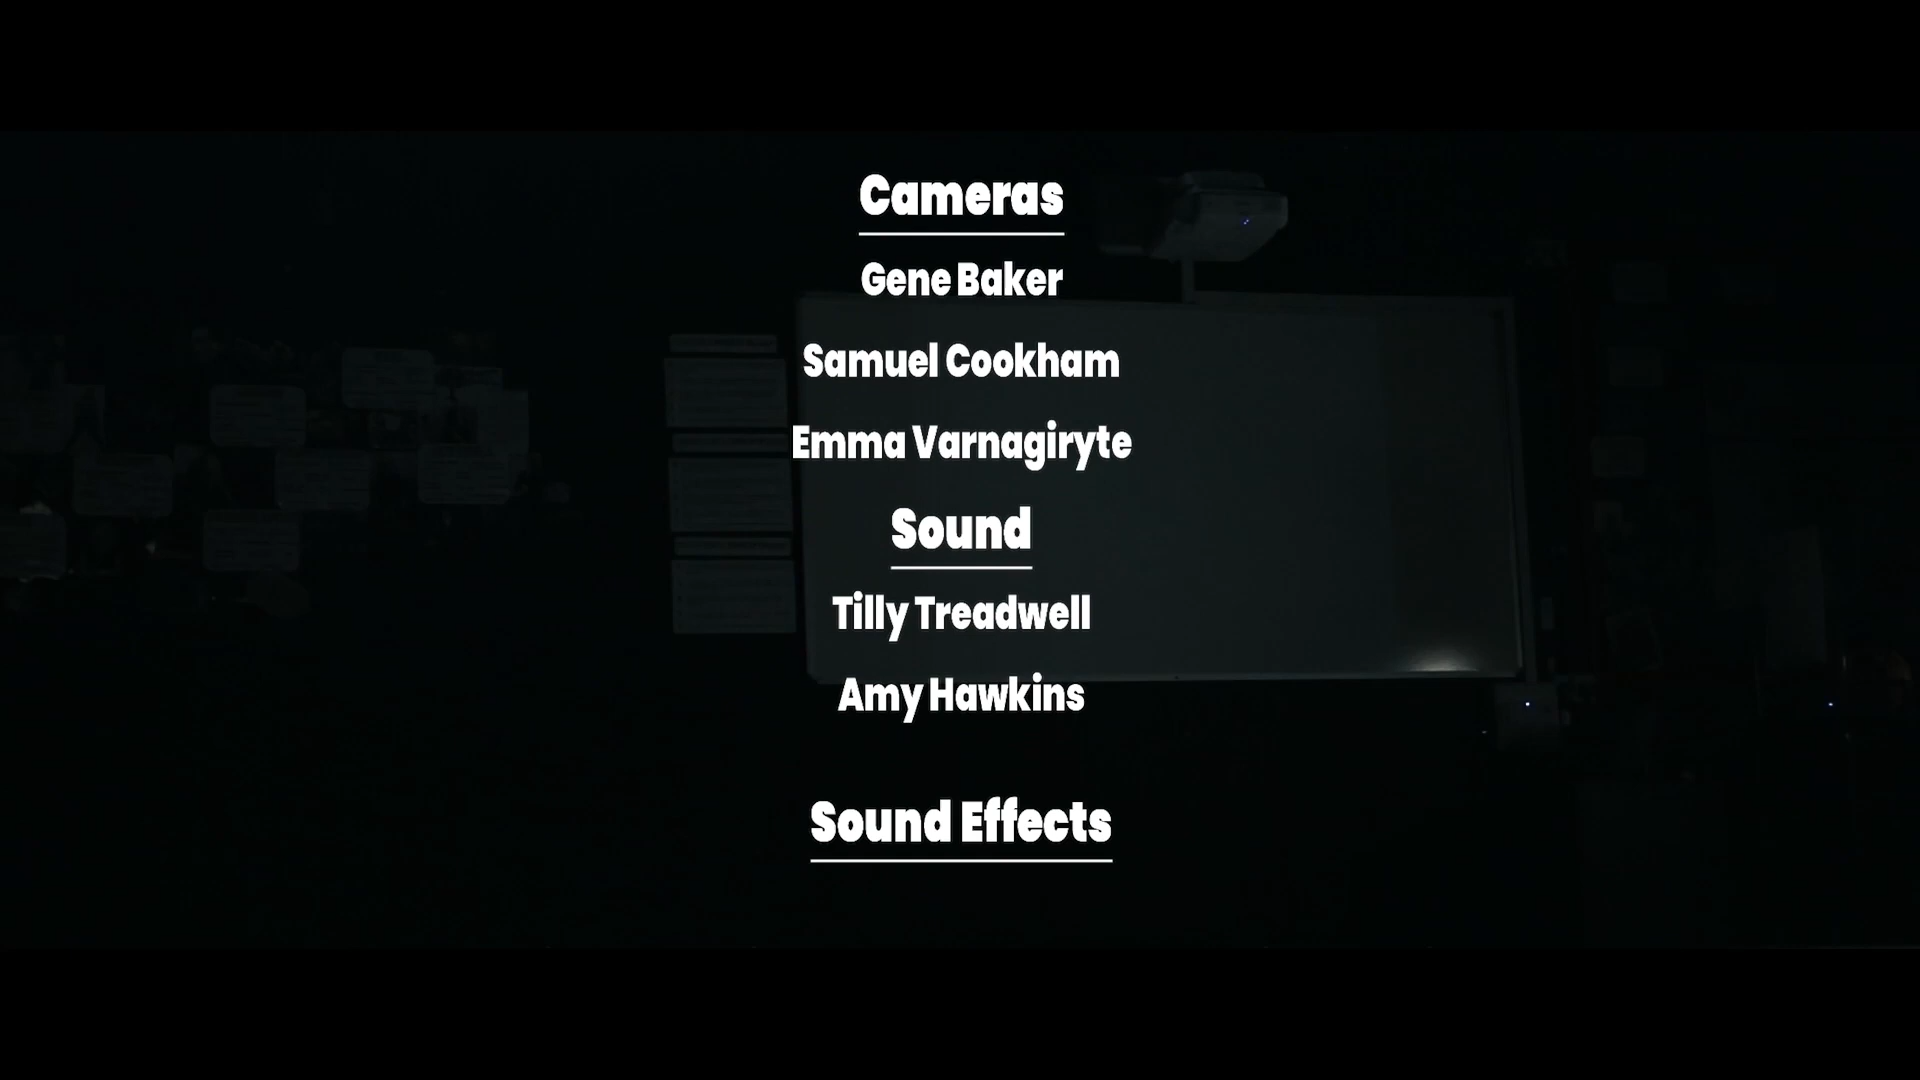 Cameras
Gene Baker
Samuel Cookham
Emma Varnagiryte
Sound
Tilly Treadwell
Amy Hawkins
Sound Effects